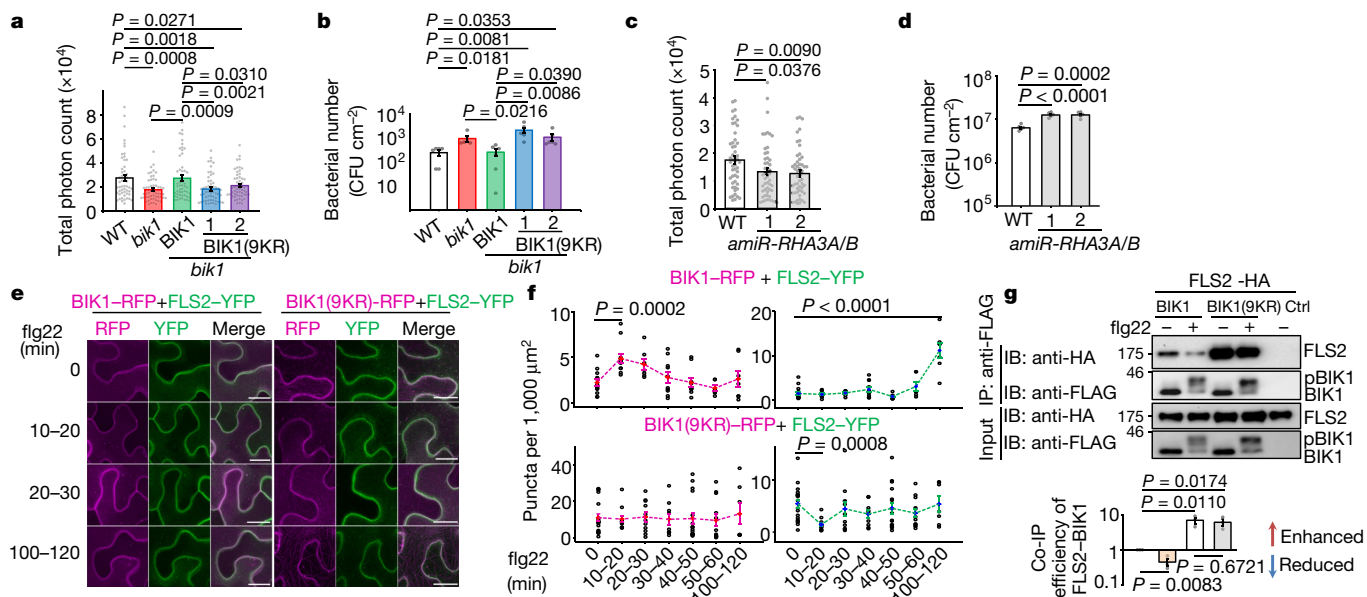 a
P = 0.0271
P = 0.0018
P = 0.0008
P = 0.0310
P = 0.0021
P = 0.0009
Total photon count (×10⁴)
8
6
4
2
0
WT
bik1
BIK1
1
2
BIK1(9KR)
bik1
b
P = 0.0353
P = 0.0081
P = 0.0181
P = 0.0390
P = 0.0086
P = 0.0216
Bacterial number
(CFU cm⁻²)
10⁴
10³
10²
10
WT
bik1
BIK1
1
2
BIK1(9KR)
bik1
c
P = 0.0090
P = 0.0376
Total photon count (×10⁴)
5
4
3
2
1
0
WT
1
2
amiR-RHA3A/B
d
P = 0.0002
P < 0.0001
Bacterial number
(CFU cm⁻²)
10⁸
10⁷
10⁶
10⁵
WT
1
2
amiR-RHA3A/B
e
BIK1–RFP+FLS2–YFP
BIK1(9KR)-RFP+FLS2–YFP
flg22
(min)
RFP
YFP
Merge
RFP
YFP
Merge
0
10–20
20–30
100–120
f
BIK1–RFP + FLS2–YFP
P = 0.0002
P < 0.0001
10
5
0
20
10
0
BIK1(9KR)–RFP+ FLS2–YFP
P = 0,0008
40
20
0
10
0
Puncta per 1,000 μm²
flg22
(min)
0
10–20
20–30
30–40
40–50
50–60
100–120
0
10–20
20–30
30–40
40–50
50–60
100–120
g
FLS2 -HA
BIK1
BIK1(9KR)
Ctrl
flg22
– + – + –
IP: anti-FLAG
IB: anti-HA
175
FLS2
46
IB: anti-FLAG
pBIK1
BIK1
Input
IB: anti-HA
175
FLS2
46
IB: anti-FLAG
pBIK1
BIK1
P = 0.0174
P = 0.0110
Co-IP
efficiency of
FLS2–BIK1
10
1
0.1
P = 0.6721
P = 0.0083
Enhanced
Reduced